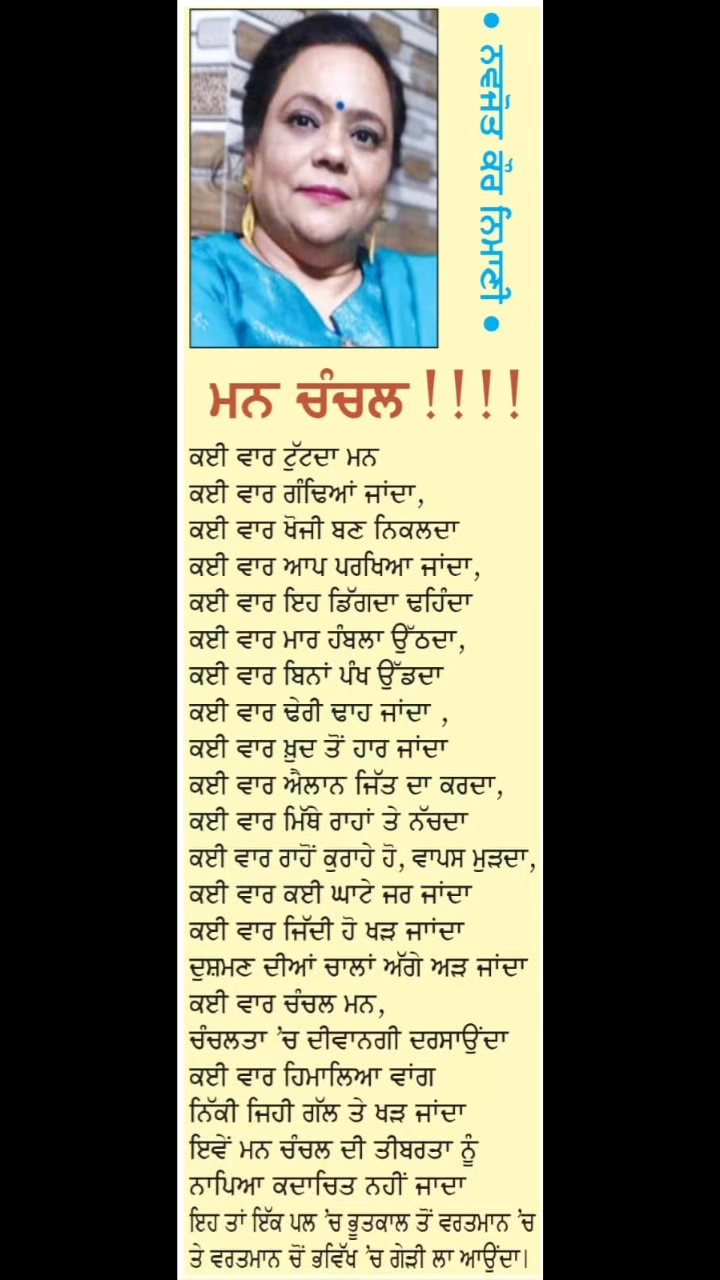 • ਨਵਜੋਤ ਕੌਰ ਨਿਮਾਣੀ •
ਮਨ ਚੰਚਲ !!!!
ਕਈ ਵਾਰ ਟੁੱਟਦਾ ਮਨ
ਕਈ ਵਾਰ ਗੰਢਿਆਂ ਜਾਂਦਾ,
ਕਈ ਵਾਰ ਖੋਜੀ ਬਣ ਨਿਕਲਦਾ
ਕਈ ਵਾਰ ਆਪ ਪਰਖਿਆ ਜਾਂਦਾ,
ਕਈ ਵਾਰ ਇਹ ਡਿੱਗਦਾ ਢਹਿੰਦਾ
ਕਈ ਵਾਰ ਮਾਰ ਹੰਬਲਾ ਉੱਠਦਾ,
ਕਈ ਵਾਰ ਬਿਨਾਂ ਪੰਖ ਉੱਡਦਾ
ਕਈ ਵਾਰ ਢੇਰੀ ਢਾਹ ਜਾਂਦਾ ,
ਕਈ ਵਾਰ ਖ਼ੁਦ ਤੋਂ ਹਾਰ ਜਾਂਦਾ
ਕਈ ਵਾਰ ਐਲਾਨ ਜਿੱਤ ਦਾ ਕਰਦਾ,
ਕਈ ਵਾਰ ਮਿੱਥੇ ਰਾਹਾਂ ਤੇ ਨੱਚਦਾ
ਕਈ ਵਾਰ ਰਾਹੋਂ ਕੁਰਾਹੇ ਹੋ, ਵਾਪਸ ਮੁੜਦਾ,
ਕਈ ਵਾਰ ਕਈ ਘਾਟੇ ਜਰ ਜਾਂਦਾ
ਕਈ ਵਾਰ ਜਿੱਦੀ ਹੋ ਖੜ ਜਾਂਦਾ
ਦੁਸ਼ਮਣ ਦੀਆਂ ਚਾਲਾਂ ਅੱਗੇ ਅੜ ਜਾਂਦਾ
ਕਈ ਵਾਰ ਚੰਚਲ ਮਨ,
ਚੰਚਲਤਾ ’ਚ ਦੀਵਾਨਗੀ ਦਰਸਾਉਂਦਾ
ਕਈ ਵਾਰ ਹਿਮਾਲਿਆ ਵਾਂਗ
ਨਿੱਕੀ ਜਿਹੀ ਗੱਲ ਤੇ ਖੜ ਜਾਂਦਾ
ਇਵੇਂ ਮਨ ਚੰਚਲ ਦੀ ਤੀਬਰਤਾ ਨੂੰ
ਨਾਪਿਆ ਕਦਾਚਿਤ ਨਹੀਂ ਜਾਦਾ
ਇਹ ਤਾਂ ਇੱਕ ਪਲ ’ਚ ਭੂਤਕਾਲ ਤੋਂ ਵਰਤਮਾਨ ’ਚ
ਤੇ ਵਰਤਮਾਨ ਚੋਂ ਭਵਿੱਖ ’ਚ ਗੇੜੀ ਲਾ ਆਉਂਦਾ।